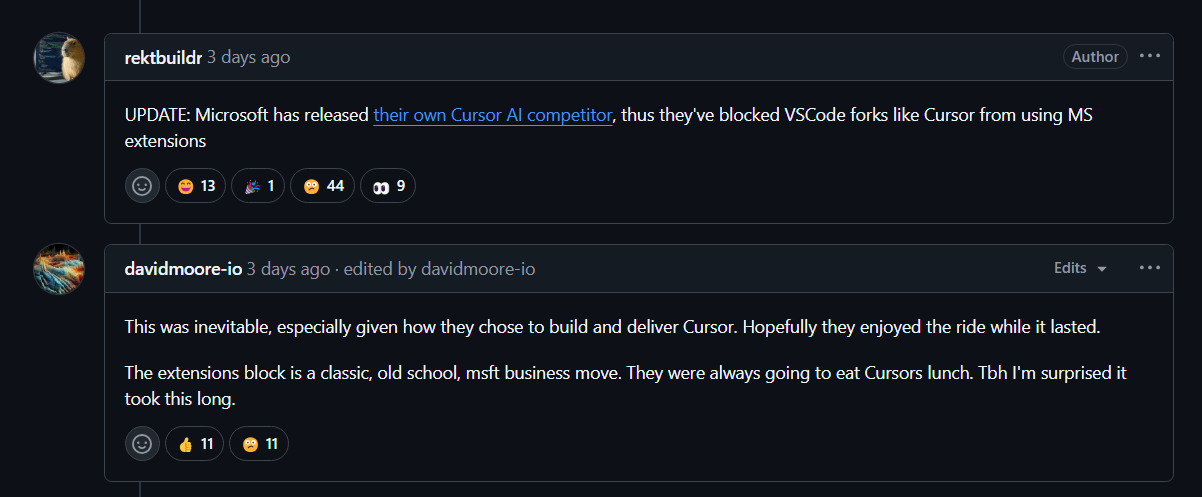 rektbuildr 3 days ago Author
UPDATE: Microsoft has released their own Cursor AI competitor, thus they've blocked VSCode forks like Cursor from using MS
extensions
😄 13 🎉 1 😕 44 👀 9
davidmoore-io 3 days ago · edited by davidmoore-io Edits
This was inevitable, especially given how they chose to build and deliver Cursor. Hopefully they enjoyed the ride while it lasted.
The extensions block is a classic, old school, msft business move. They were always going to eat Cursors lunch. Tbh I'm surprised it
took this long.
👍 11 😕 11